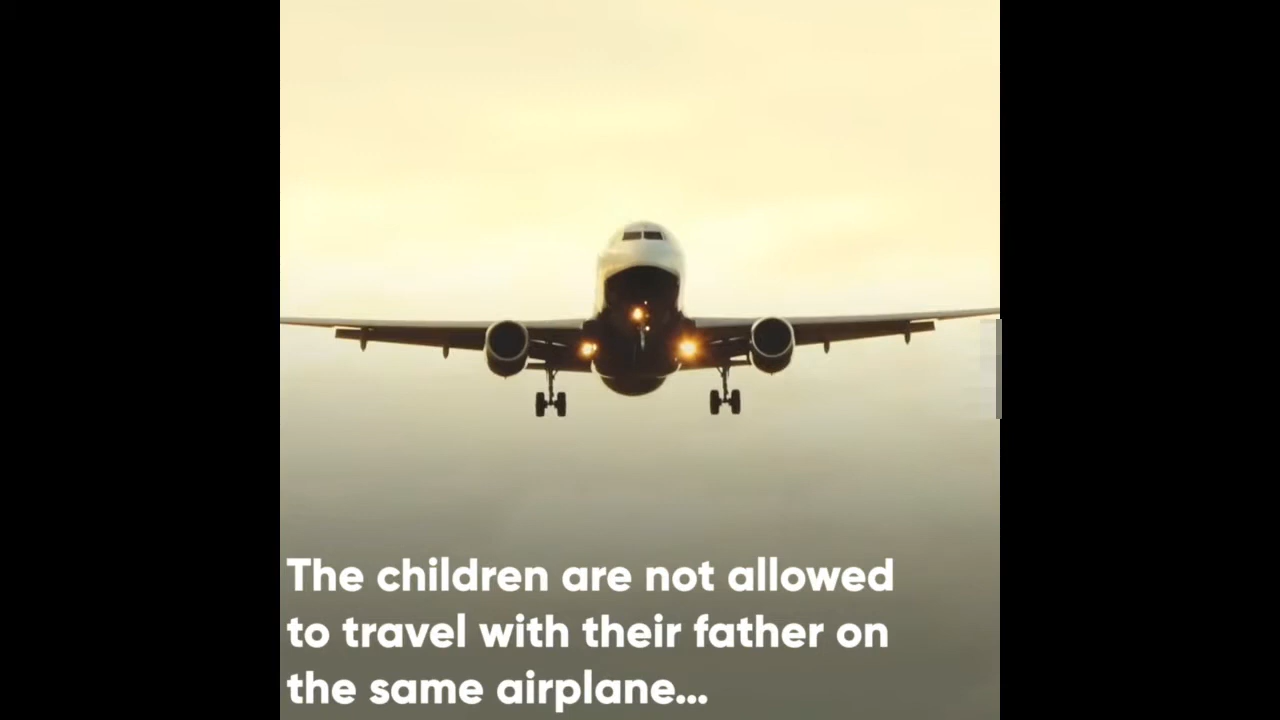 The children are not allowed
to travel with their father on
the same airplane...